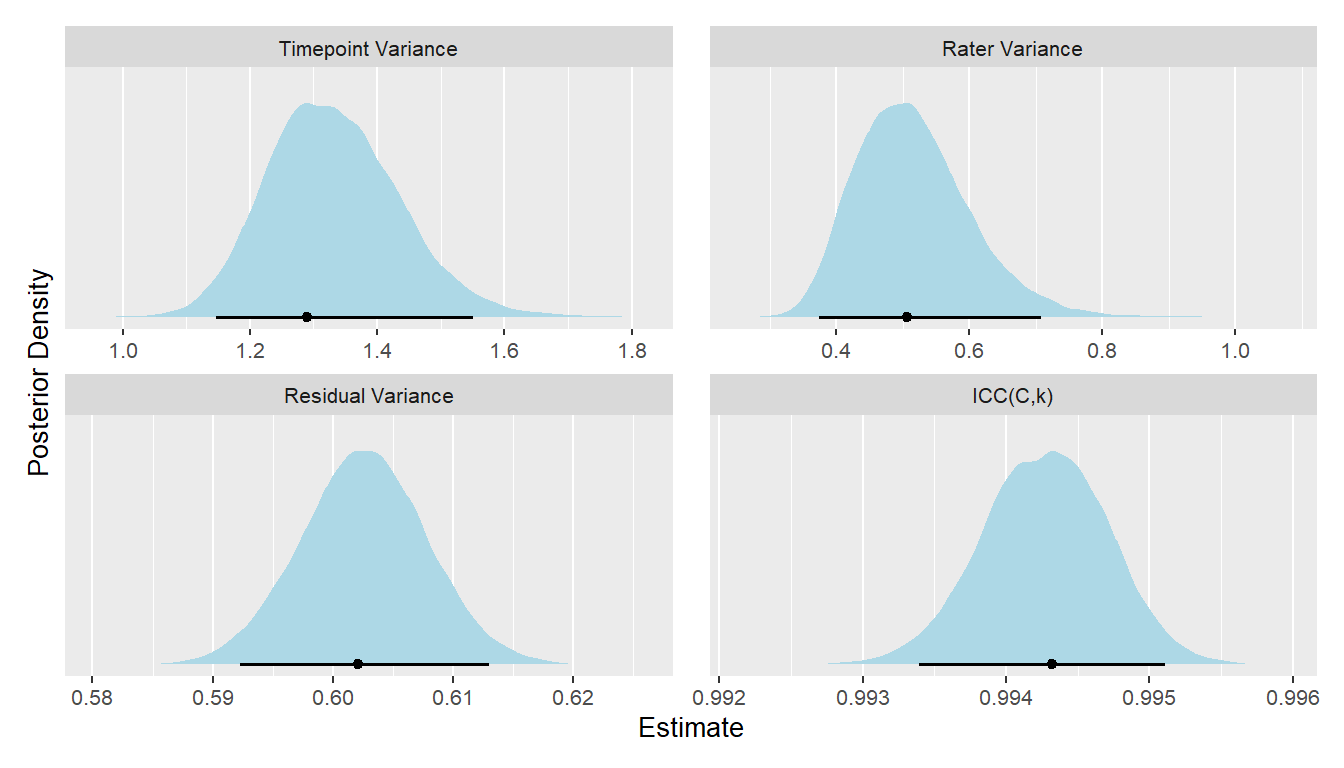 Timepoint Variance
Rater Variance
1.0 1.2 1.4 1.6 1.8
0.4 0.6 0.8 1.0
Posterior Density
Residual Variance
ICC(C,k)
0.58 0.59 0.60 0.61 0.62
0.992 0.993 0.994 0.995 0.996
Estimate